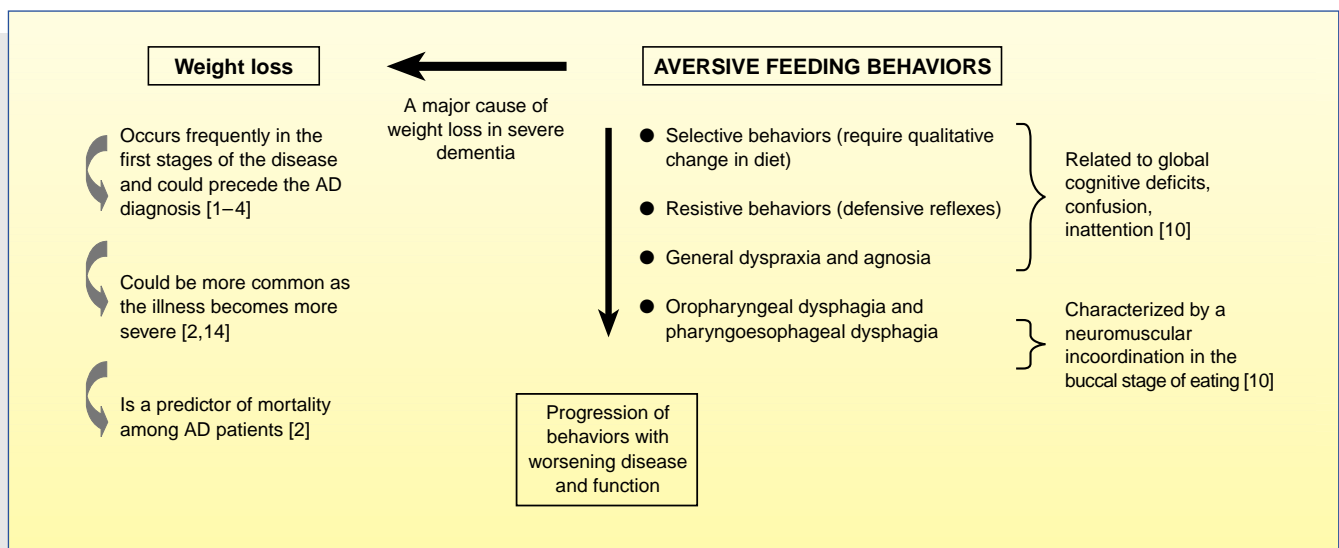 Weight loss
Occurs frequently in the
first stages of the disease
and could precede the AD
diagnosis [1–4]
Could be more common as
the illness becomes more
severe [2,14]
Is a predictor of mortality
among AD patients [2]
A major cause of
weight loss in severe
dementia
AVERSIVE FEEDING BEHAVIORS
● Selective behaviors (require qualitative
change in diet)
● Resistive behaviors (defensive reflexes)
● General dyspraxia and agnosia
● Oropharyngeal dysphagia and
pharyngoesophageal dysphagia
Related to global
cognitive deficits,
confusion,
inattention [10]
Characterized by a
neuromuscular
incoordination in the
buccal stage of eating [10]
Progression of
behaviors with
worsening disease
and function